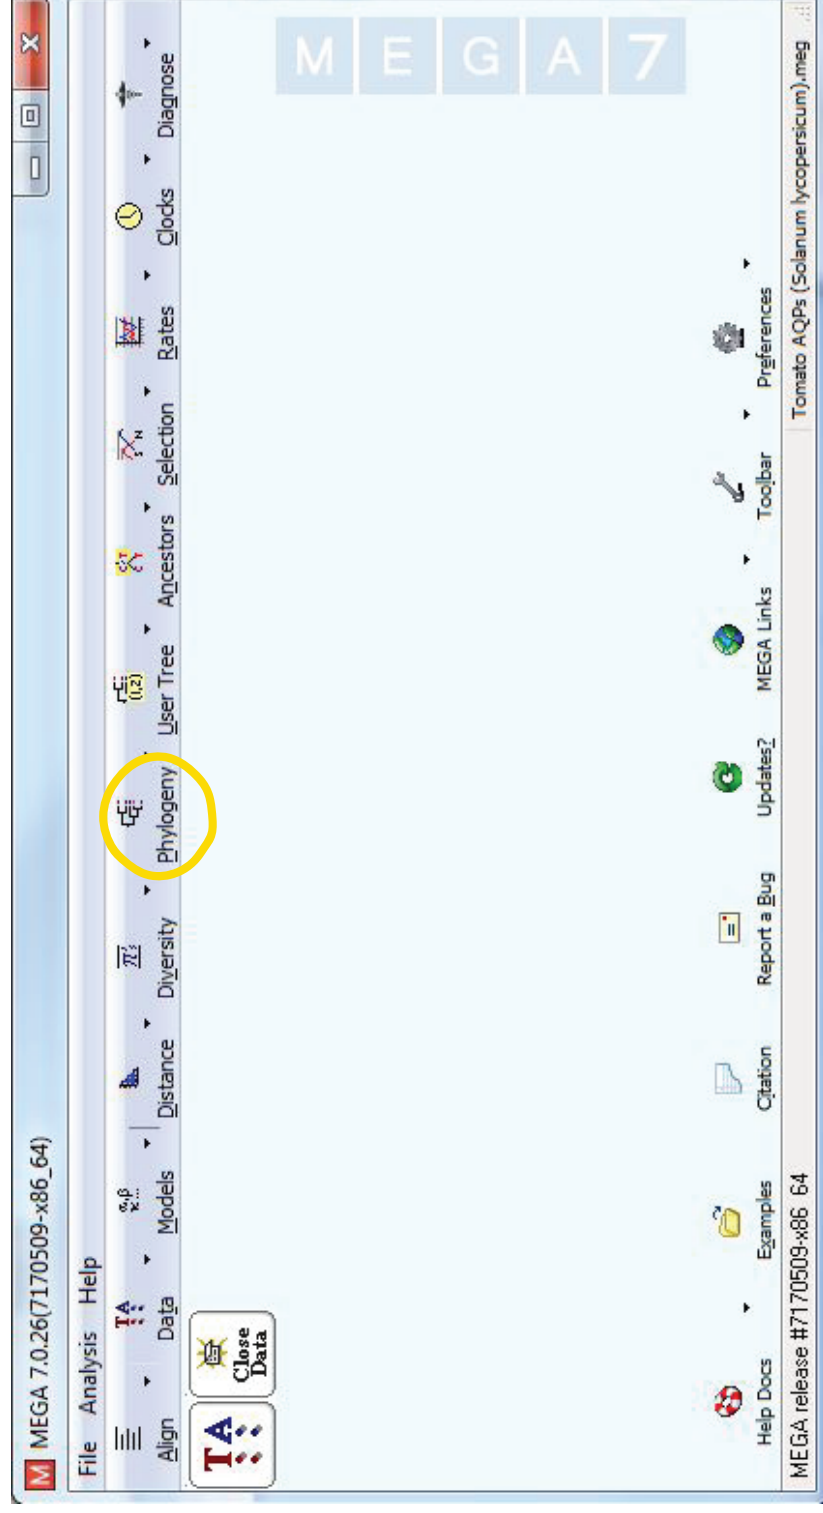 MEGA 7.0.26(7170509-x86_64)
File Analysis Help
Align Data Models Distance Diversity Phylogeny User Tree Ancestors Selection Rates Clocks Diagnose
TA
Close
Data
MEGA7
Help Docs Examples Citation Report a Bug Updates? MEGA Links Toolbar Preferences
MEGA release #7170509-x86_64 Tomato AQPs (Solanum lycopersicum).meg